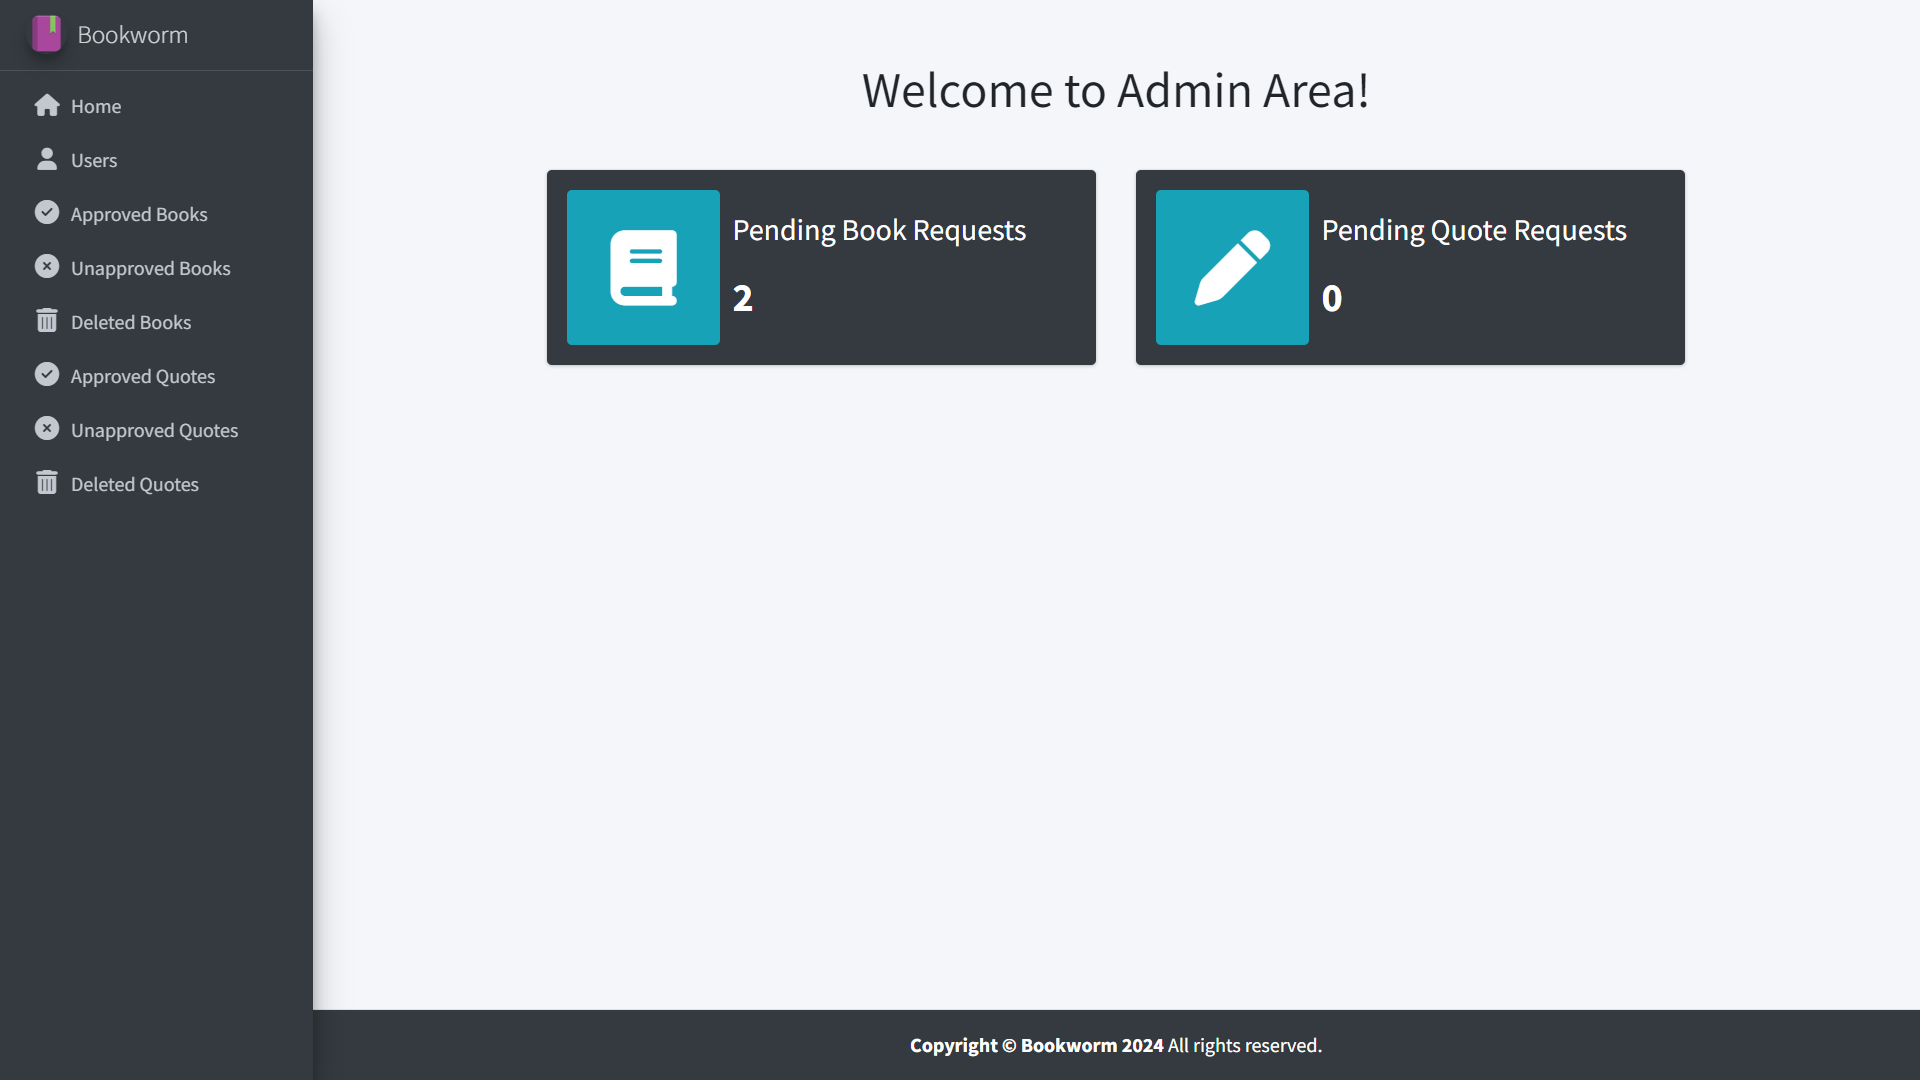 Bookworm
Home
Users
Approved Books
Unapproved Books
Deleted Books
Approved Quotes
Unapproved Quotes
Deleted Quotes
Welcome to Admin Area!
Pending Book Requests
2
Pending Quote Requests
0
Copyright © Bookworm 2024 All rights reserved.